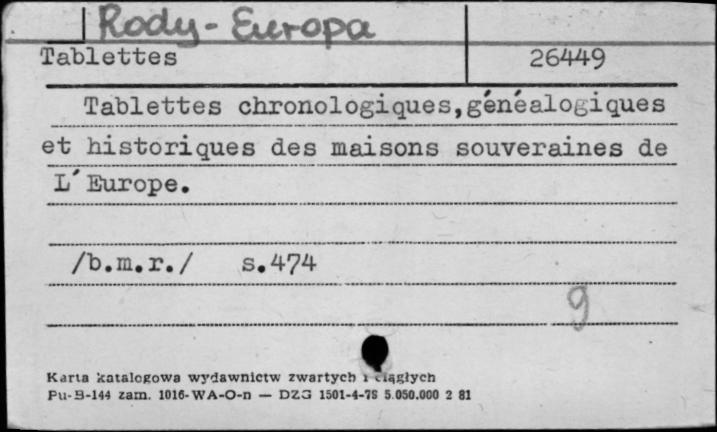 Rody - Europa
Tablettes 26449
Tablettes chronologiques,généalogiques
et historiques des maisons souveraines de
L´Europe.
/b.m.r./ s.474
9
Karta katalogowa wydawnictw zwartych i ciągłych
Pu-B-144 zam. 1016-WA-O-n — DZG 1501-4-78 5.050.000 2 81